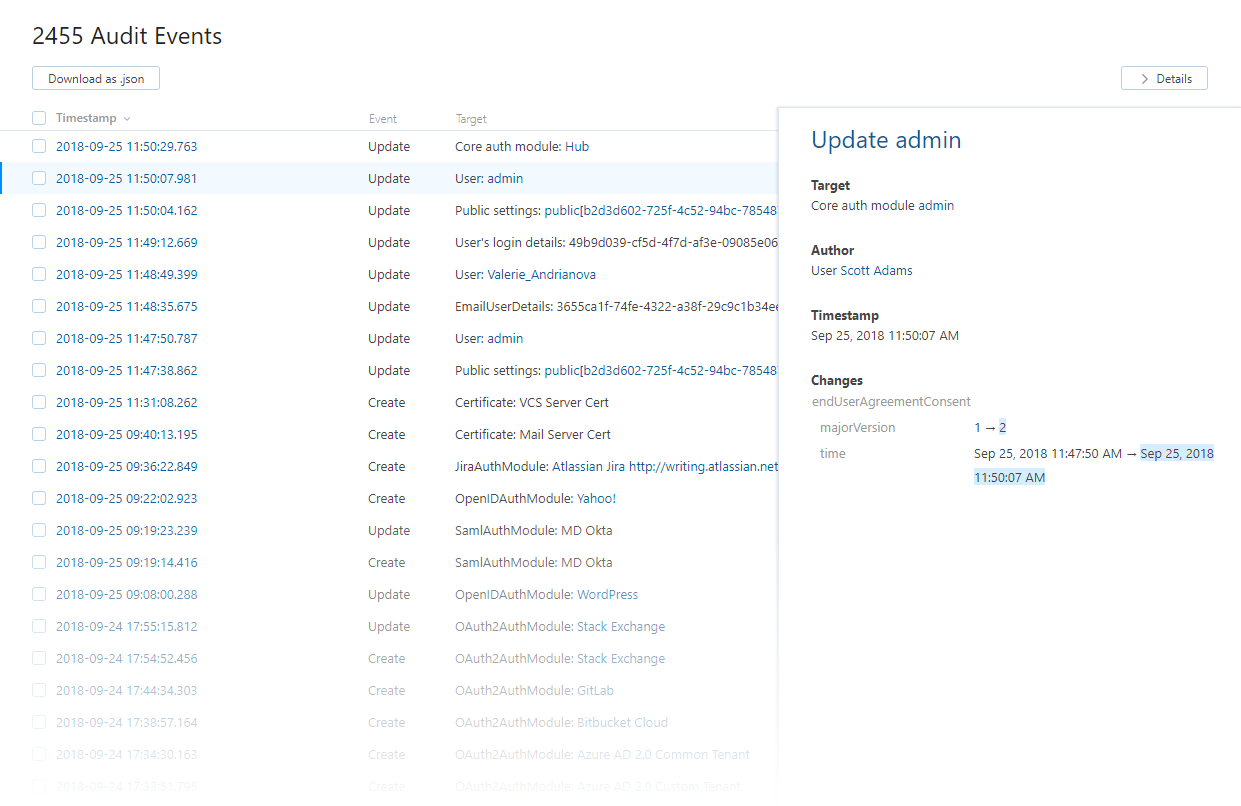 2455 Audit Events
Download as .json
Details
Timestamp Event Target
2018-09-25 11:50:29.763 Update Core auth module: Hub
2018-09-25 11:50:07.981 Update User: admin
2018-09-25 11:50:04.162 Update Public settings: public[b2d3d602-725f-4c52-94bc-78548
2018-09-25 11:49:12.669 Update User's login details: 49b9d039-cf5d-4f7d-af3e-09085e06
2018-09-25 11:48:49.399 Update User: Valerie_Andrianova
2018-09-25 11:48:35.675 Update EmailUserDetails: 3655ca1f-74fe-4322-a38f-29c9c1b34ee
2018-09-25 11:47:50.787 Update User: admin
2018-09-25 11:47:38.862 Update Public settings: public[b2d3d602-725f-4c52-94bc-78548
2018-09-25 11:31:08.262 Create Certificate: VCS Server Cert
2018-09-25 09:40:13.195 Create Certificate: Mail Server Cert
2018-09-25 09:36:22.849 Create JiraAuthModule: Atlassian Jira http://writing.atlassian.net
2018-09-25 09:22:02.923 Create OpenIDAuthModule: Yahoo!
2018-09-25 09:19:23.239 Update SamlAuthModule: MD Okta
2018-09-25 09:19:14.416 Create SamlAuthModule: MD Okta
2018-09-25 09:08:00.288 Update OpenIDAuthModule: WordPress
2018-09-24 17:55:15.812 Update OAuth2AuthModule: Stack Exchange
2018-09-24 17:54:52.456 Create OAuth2AuthModule: Stack Exchange
2018-09-24 17:44:34.303 Create OAuth2AuthModule: GitLab
2018-09-24 17:38:57.164 Create OAuth2AuthModule: Bitbucket Cloud
2018-09-24 17:34:30.163 Create OAuth2AuthModule: Azure AD 2.0 Common Tenant
2018-09-24 17:33:51.795 Create OAuth2AuthModule: Azure AD 2.0 Custom Tenant
Update admin
Target
Core auth module admin
Author
User Scott Adams
Timestamp
Sep 25, 2018 11:50:07 AM
Changes
endUserAgreementConsent
majorVersion 1 → 2
time Sep 25, 2018 11:47:50 AM → Sep 25, 2018
11:50:07 AM